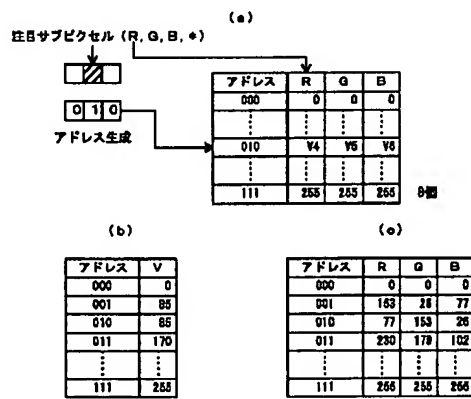 (a)
注目サブピクセル (R, G, B, *)
0 1 0
アドレス生成
アドレス R G B
000 0 0 0
010 V4 V5 V6
111 255 255 255 8個
(b)
アドレス V
000 0
001 85
010 85
011 170
111 255
(c)
アドレス R G B
000 0 0 0
001 153 26 77
010 77 153 26
011 230 179 102
111 255 255 255